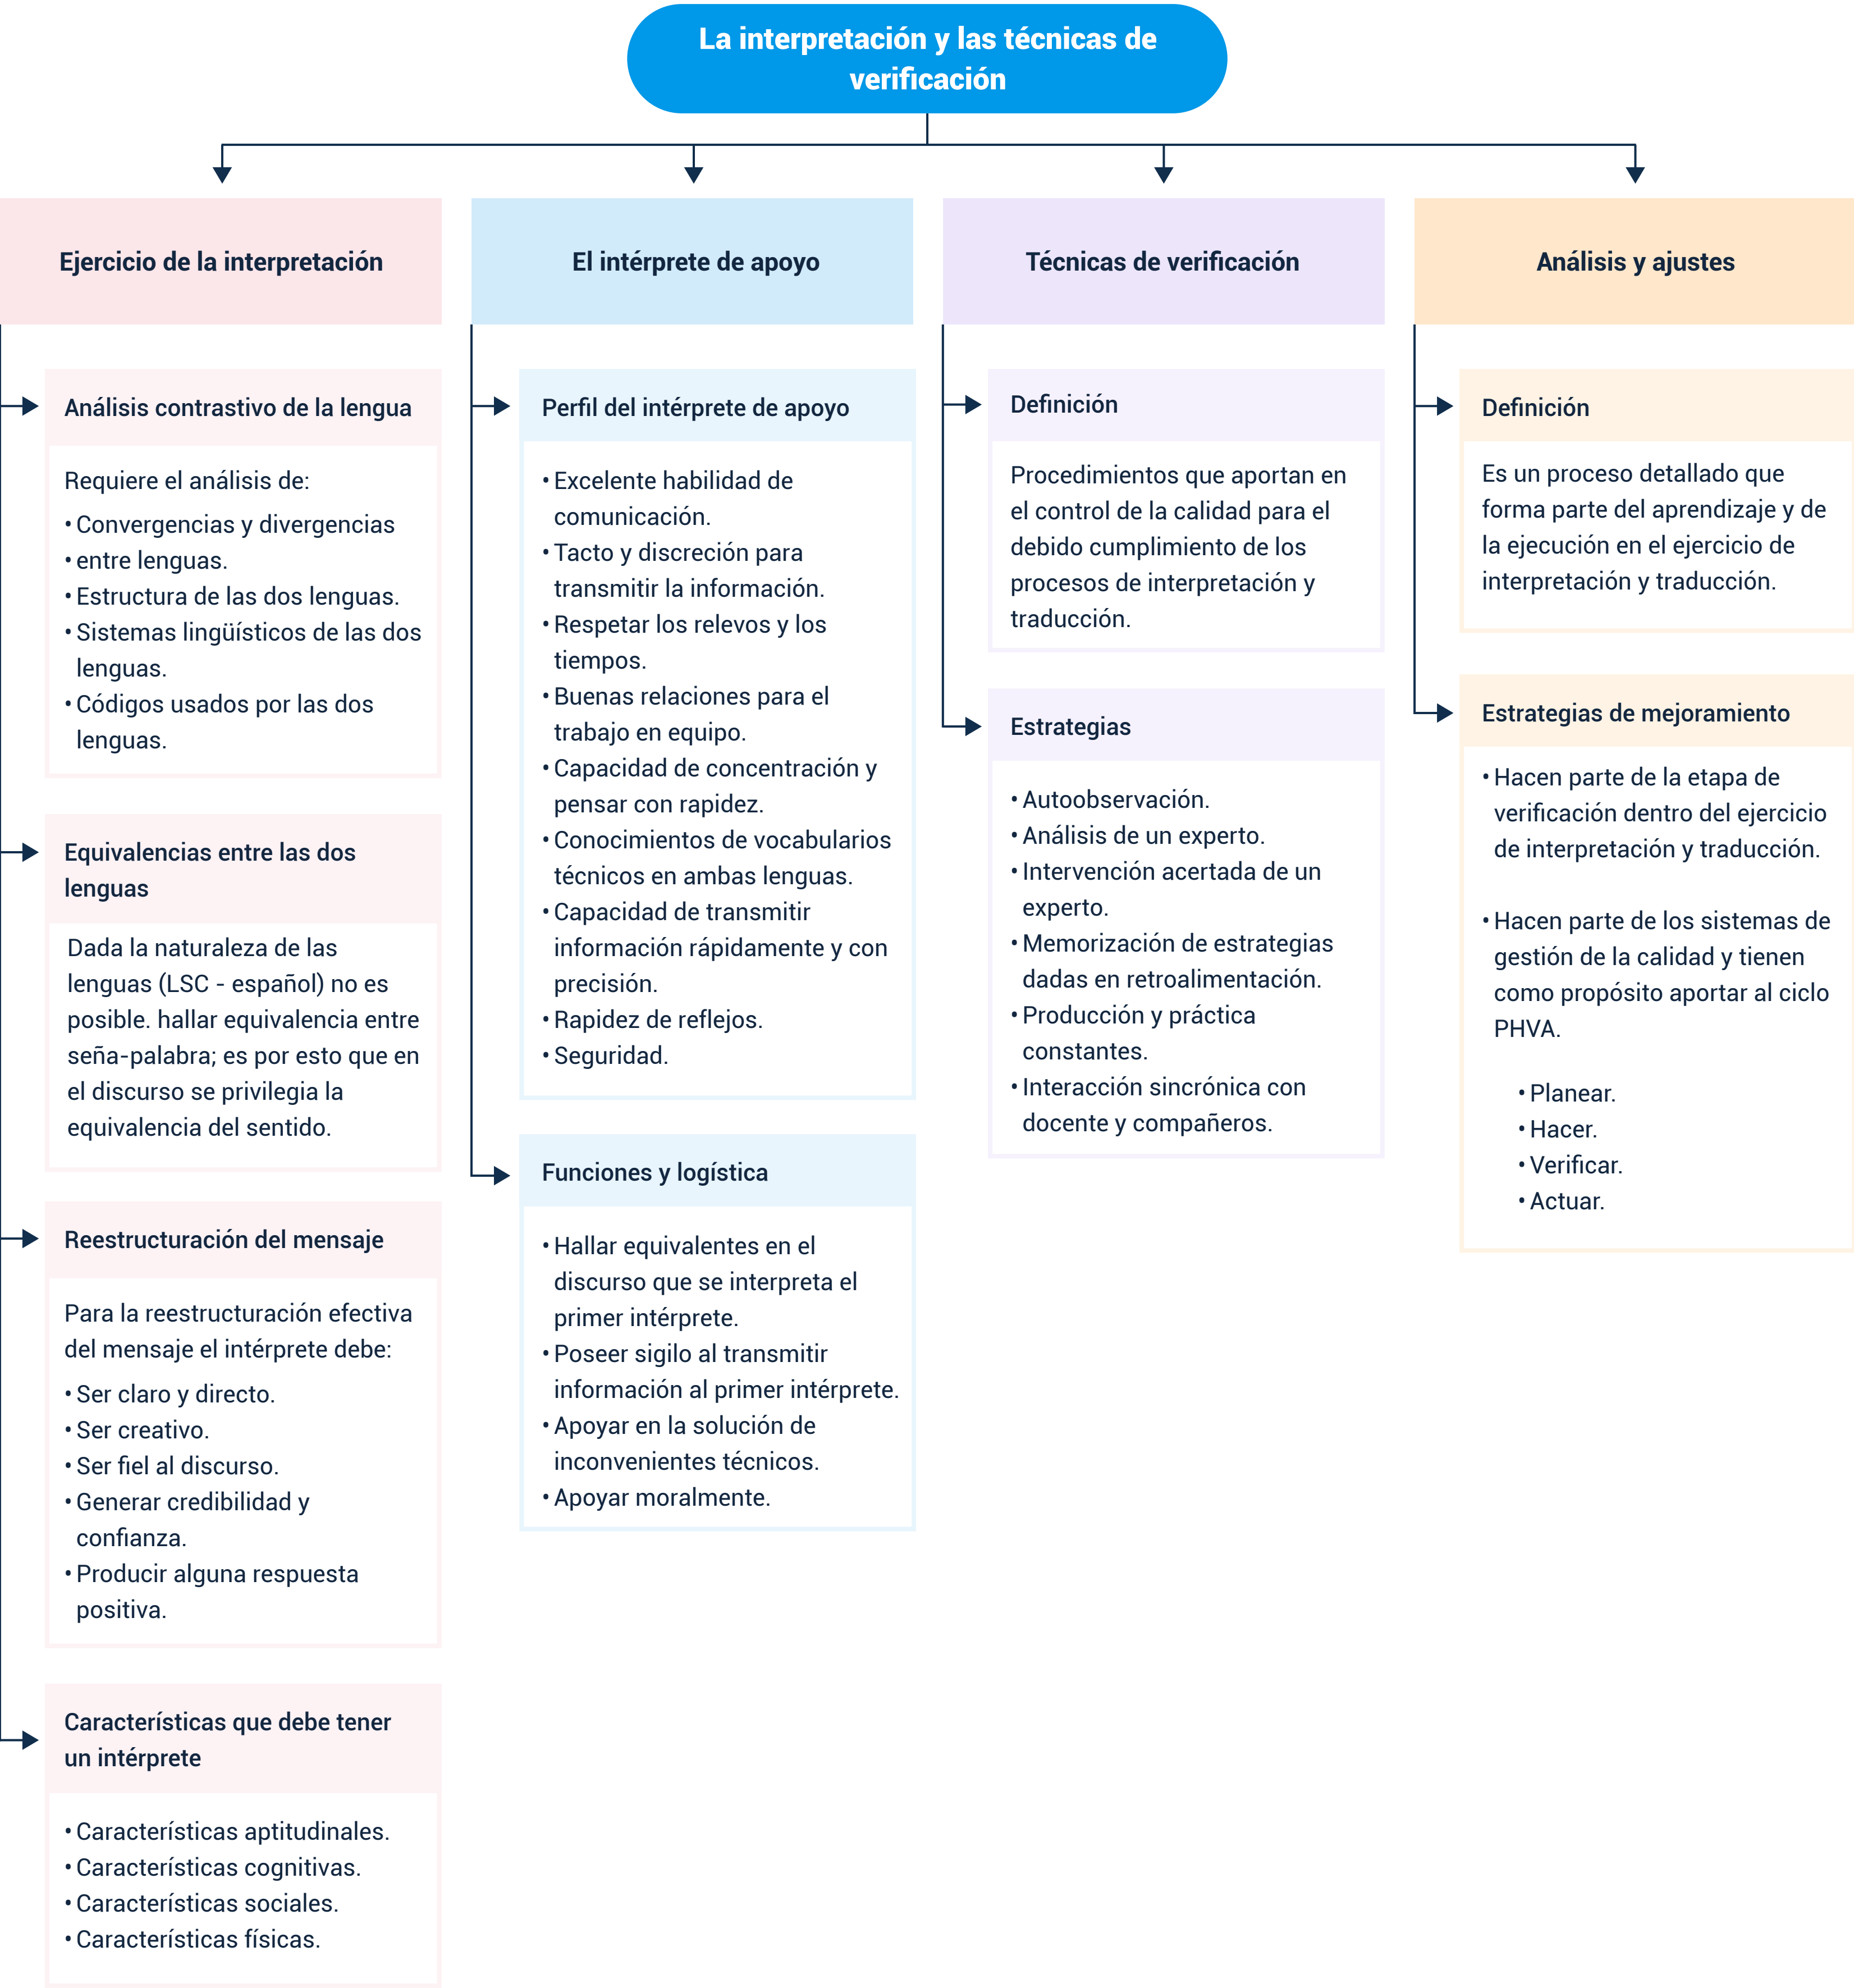 La interpretación y las técnicas de
verificación
Ejercicio de la interpretación
Análisis contrastivo de la lengua
Requiere el análisis de:
• Convergencias y divergencias
• entre lenguas.
• Estructura de las dos lenguas.
• Sistemas lingüísticos de las dos
lenguas.
• Códigos usados por las dos
lenguas.
Equivalencias entre las dos
lenguas
Dada la naturaleza de las
lenguas (LSC - español) no es
posible. hallar equivalencia entre
seña-palabra; es por esto que en
el discurso se privilegia la
equivalencia del sentido.
Reestructuración del mensaje
Para la reestructuración efectiva
del mensaje el intérprete debe:
• Ser claro y directo.
• Ser creativo.
• Ser fiel al discurso.
• Generar credibilidad y
confianza.
• Producir alguna respuesta
positiva.
Características que debe tener
un intérprete
• Características aptitudinales.
• Características cognitivas.
• Características sociales.
• Características físicas.
El intérprete de apoyo
Perfil del intérprete de apoyo
• Excelente habilidad de
comunicación.
• Tacto y discreción para
transmitir la información.
• Respetar los relevos y los
tiempos.
• Buenas relaciones para el
trabajo en equipo.
• Capacidad de concentración y
pensar con rapidez.
• Conocimientos de vocabularios
técnicos en ambas lenguas.
• Capacidad de transmitir
información rápidamente y con
precisión.
• Rapidez de reflejos.
• Seguridad.
Funciones y logística
• Hallar equivalentes en el
discurso que se interpreta el
primer intérprete.
• Poseer sigilo al transmitir
información al primer intérprete.
• Apoyar en la solución de
inconvenientes técnicos.
• Apoyar moralmente.
Técnicas de verificación
Definición
Procedimientos que aportan en
el control de la calidad para el
debido cumplimiento de los
procesos de interpretación y
traducción.
Estrategias
• Autoobservación.
• Análisis de un experto.
• Intervención acertada de un
experto.
• Memorización de estrategias
dadas en retroalimentación.
• Producción y práctica
constantes.
• Interacción sincrónica con
docente y compañeros.
Análisis y ajustes
Definición
Es un proceso detallado que
forma parte del aprendizaje y de
la ejecución en el ejercicio de
interpretación y traducción.
Estrategias de mejoramiento
• Hacen parte de la etapa de
verificación dentro del ejercicio
de interpretación y traducción.
• Hacen parte de los sistemas de
gestión de la calidad y tienen
como propósito aportar al ciclo
PHVA.
• Planear.
• Hacer.
• Verificar.
• Actuar.